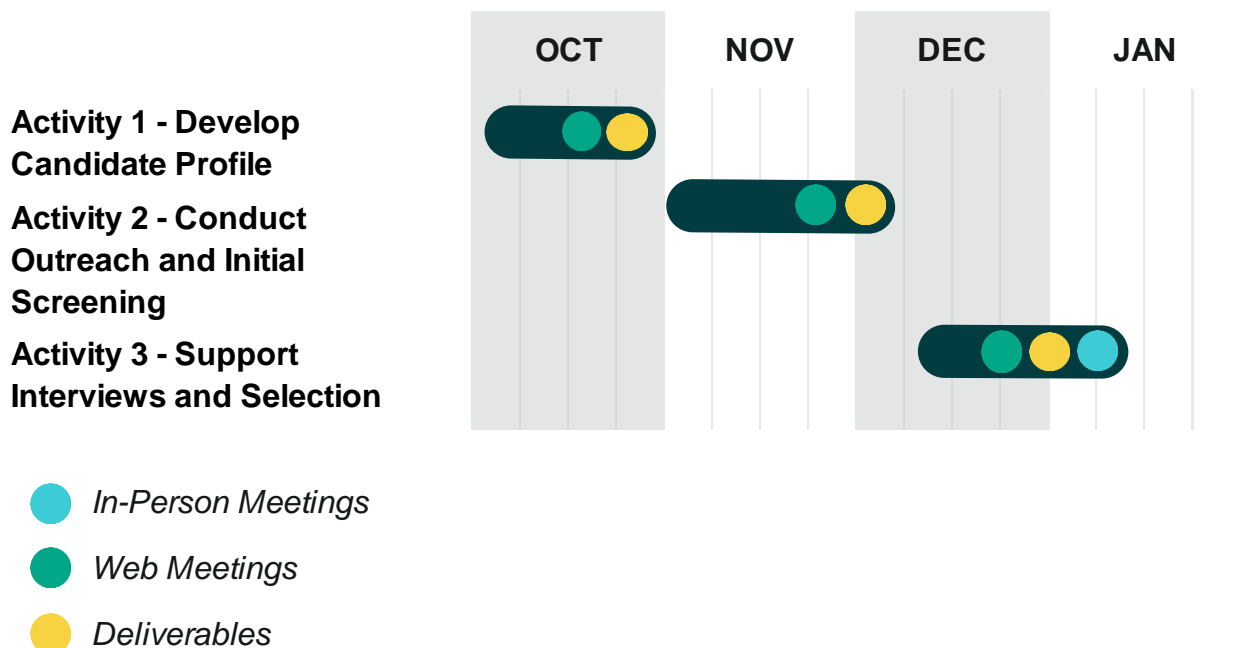 OCT NOV DEC JAN
Activity 1 - Develop
Candidate Profile
Activity 2 - Conduct
Outreach and Initial
Screening
Activity 3 - Support
Interviews and Selection
In-Person Meetings
Web Meetings
Deliverables